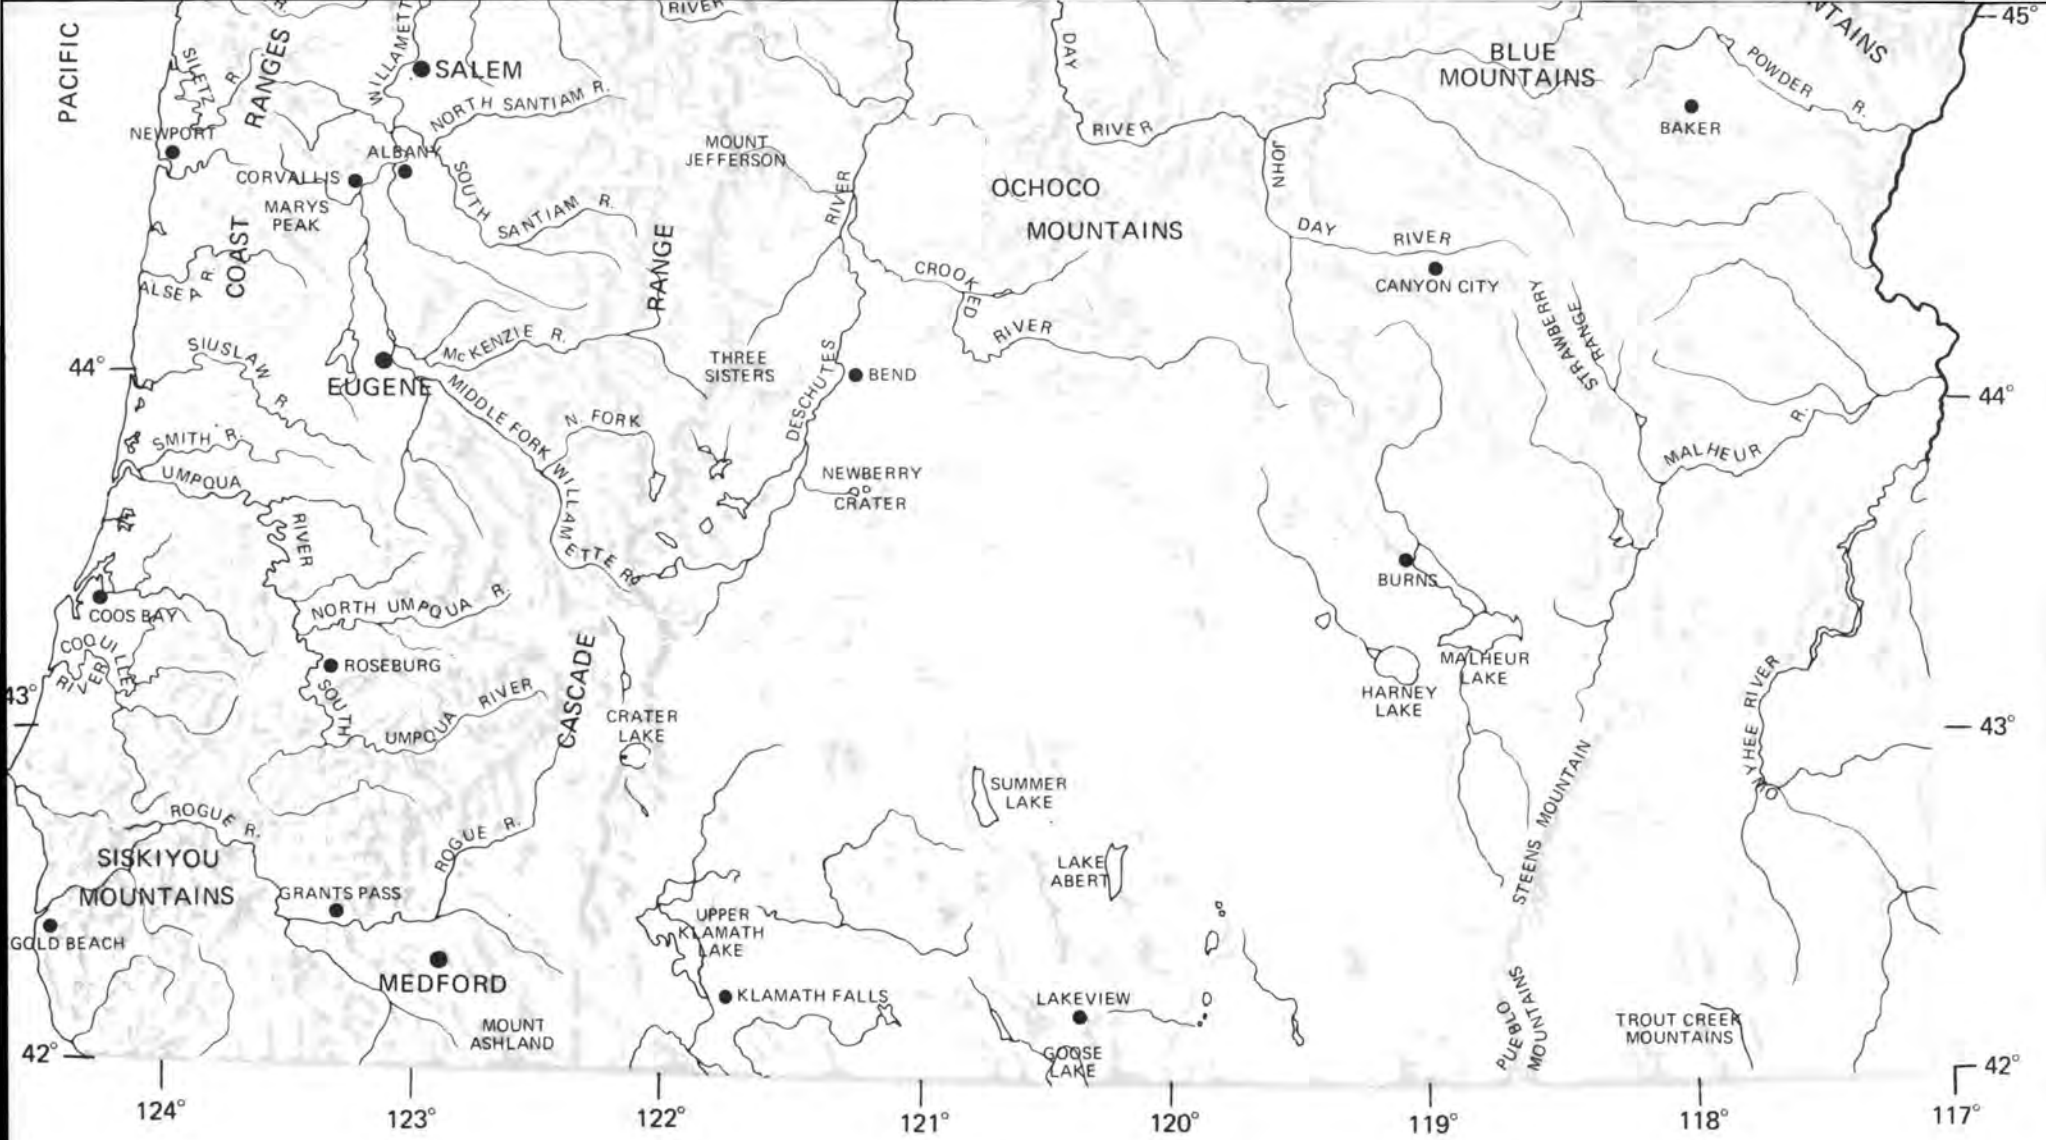 PACIFIC
SILETZ R.
RANGES
WILLAMETT
SALEM
NORTH SANTIAM R.
RIVER
DAY
RIVER
BLUE
MOUNTAINS
NTAINS
45°
POWDER R.
BAKER
NEWPORT
ALBANY
CORVALLIS
MARYS
PEAK
SOUTH
SANTIAM R.
MOUNT
JEFFERSON
RIVER
OCHOCO
MOUNTAINS
JOHN
DAY RIVER
CANYON CITY
COAST
ALSEA R.
RANGE
CROOKED
RIVER
STRAWBERRY
RANGE
SIUSLAW R.
44°
EUGENE
McKENZIE R.
THREE
SISTERS
DESCHUTES
BEND
44°
MIDDLE FORK WILLAMETTE R.
N. FORK
SMITH R.
UMPQUA
RIVER
NEWBERRY
CRATER
MALHEUR R.
BURNS
COOS BAY
NORTH UMPQUA R.
COQUILLE
RIVER
ROSEBURG
SOUTH
UMPQUA RIVER
CASCADE
CRATER
LAKE
MALHEUR
LAKE
HARNEY
LAKE
OWYHEE RIVER
43°
43°
SUMMER
LAKE
STEENS MOUNTAIN
ROGUE R.
ROGUE R.
SISKIYOU
MOUNTAINS
LAKE
ABERT
GRANTS PASS
GOLD BEACH
UPPER
KLAMATH
LAKE
MEDFORD
KLAMATH FALLS
LAKEVIEW
PUEBLO
MOUNTAINS
TROUT CREEK
MOUNTAINS
MOUNT
ASHLAND
GOOSE
LAKE
42°
42°
124° 123° 122° 121° 120° 119° 118° 117°